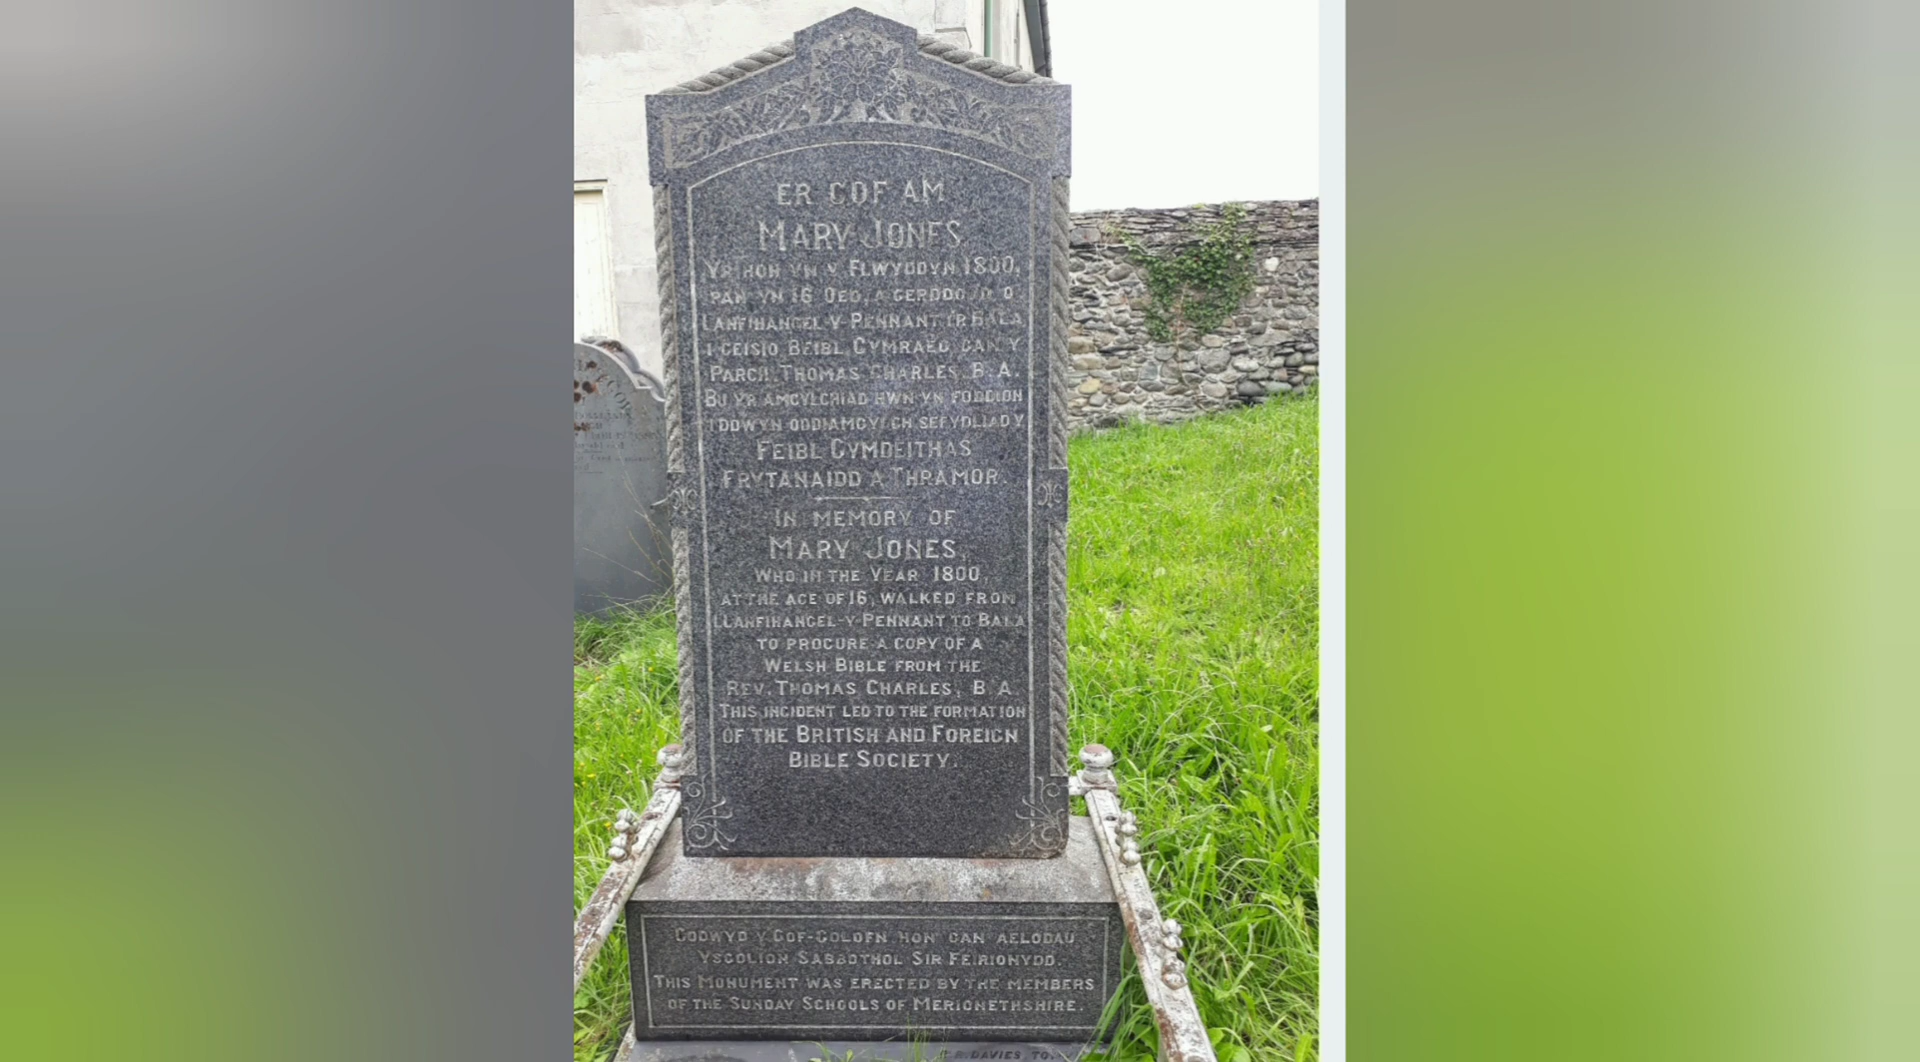 ER COF AM
MARY JONES,
YR HON YN Y FLWYDDYN 1800,
PAN YN 16 OED, A GERDDODD O
LANFIHANGEL-Y-PENNANT I'R BALA
I GEISIO BEIBL CYMRAEG GAN Y
PARCH. THOMAS CHARLES, B.A.
BU YR AMGYLCHIAD HWN YN FODDION
I DDWYN ODDIAMGYLCH SEFYDLIAD Y
FEIBL GYMDEITHAS
FRYTANAIDD A THRAMOR.
IN MEMORY OF
MARY JONES,
WHO IN THE YEAR 1800,
AT THE AGE OF 16, WALKED FROM
LLANFIHANGEL-Y-PENNANT TO BALA
TO PROCURE A COPY OF A
WELSH BIBLE FROM THE
REV. THOMAS CHARLES, B.A.
THIS INCIDENT LED TO THE FORMATION
OF THE BRITISH AND FOREIGN
BIBLE SOCIETY.
GODWYD Y GOF-GOLOFN HON GAN AELODAU
YSGOLION SABBOTHOL SIR FEIRIONYDD.
THIS MONUMENT WAS ERECTED BY THE MEMBERS
OF THE SUNDAY SCHOOLS OF MERIONETHSHIRE.
R. DAVIES, TO